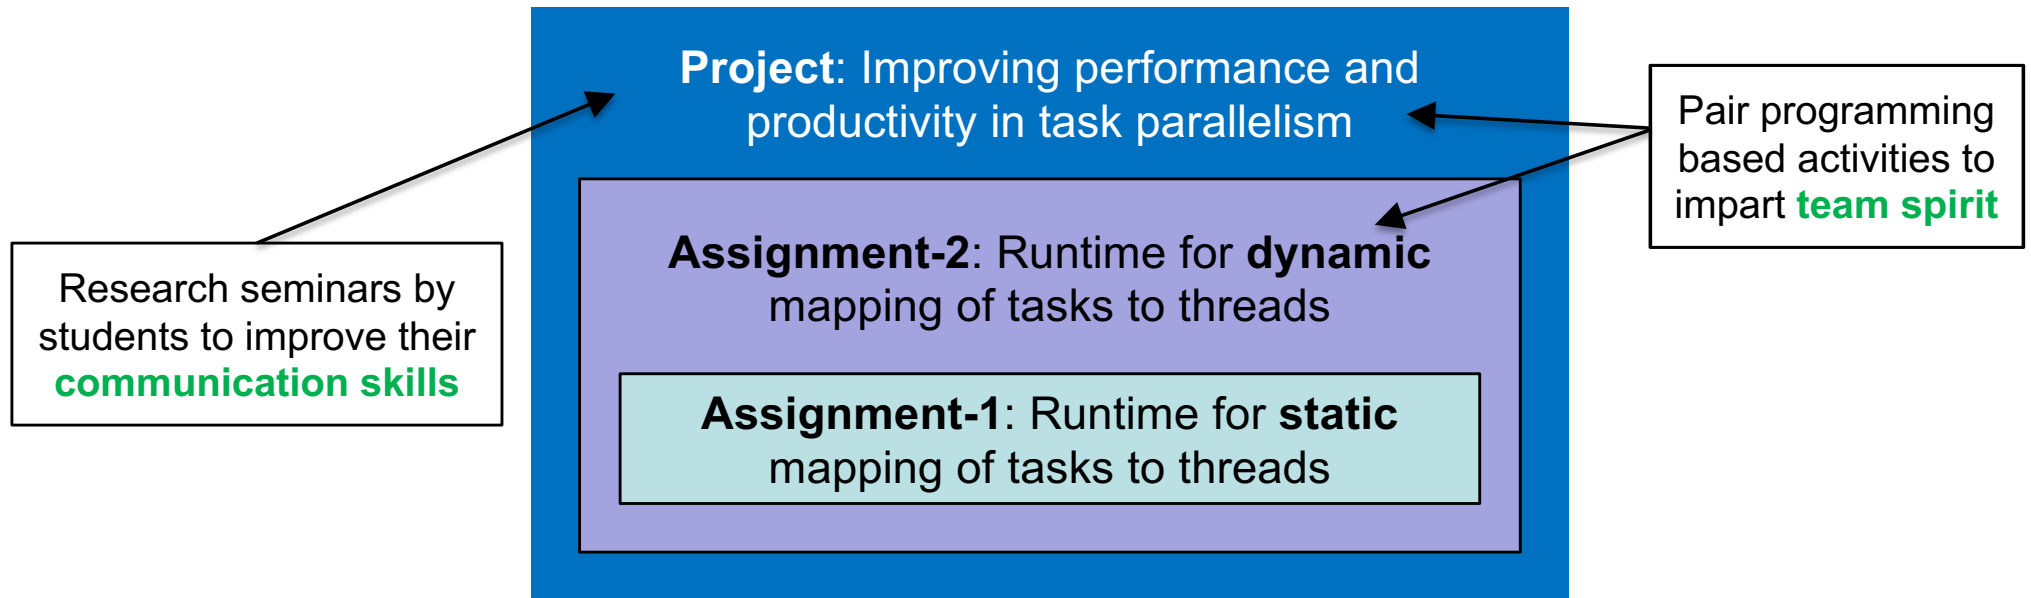 Project: Improving performance and
productivity in task parallelism
Pair programming
based activities to
impart team spirit
Assignment-2: Runtime for dynamic
mapping of tasks to threads
Research seminars by
students to improve their
communication skills
Assignment-1: Runtime for static
mapping of tasks to threads